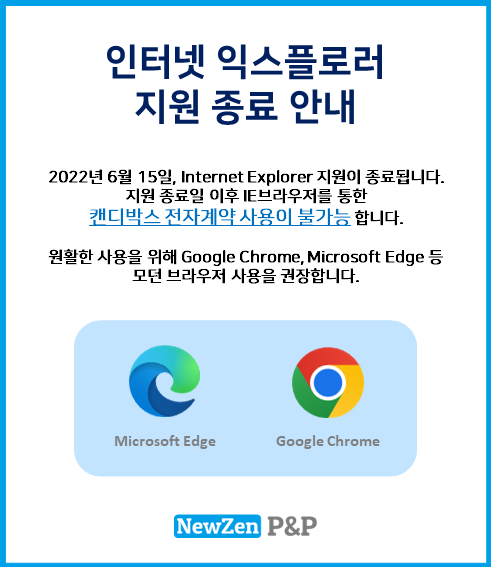 인터넷 익스플로러
지원 종료 안내
2022년 6월 15일, Internet Explorer 지원이 종료됩니다.
지원 종료일 이후 IE브라우저를 통한
캔디박스 전자계약 사용이 불가능 합니다.
원활한 사용을 위해 Google Chrome, Microsoft Edge 등
모던 브라우저 사용을 권장합니다.
Microsoft Edge
Google Chrome
NewZen P&P